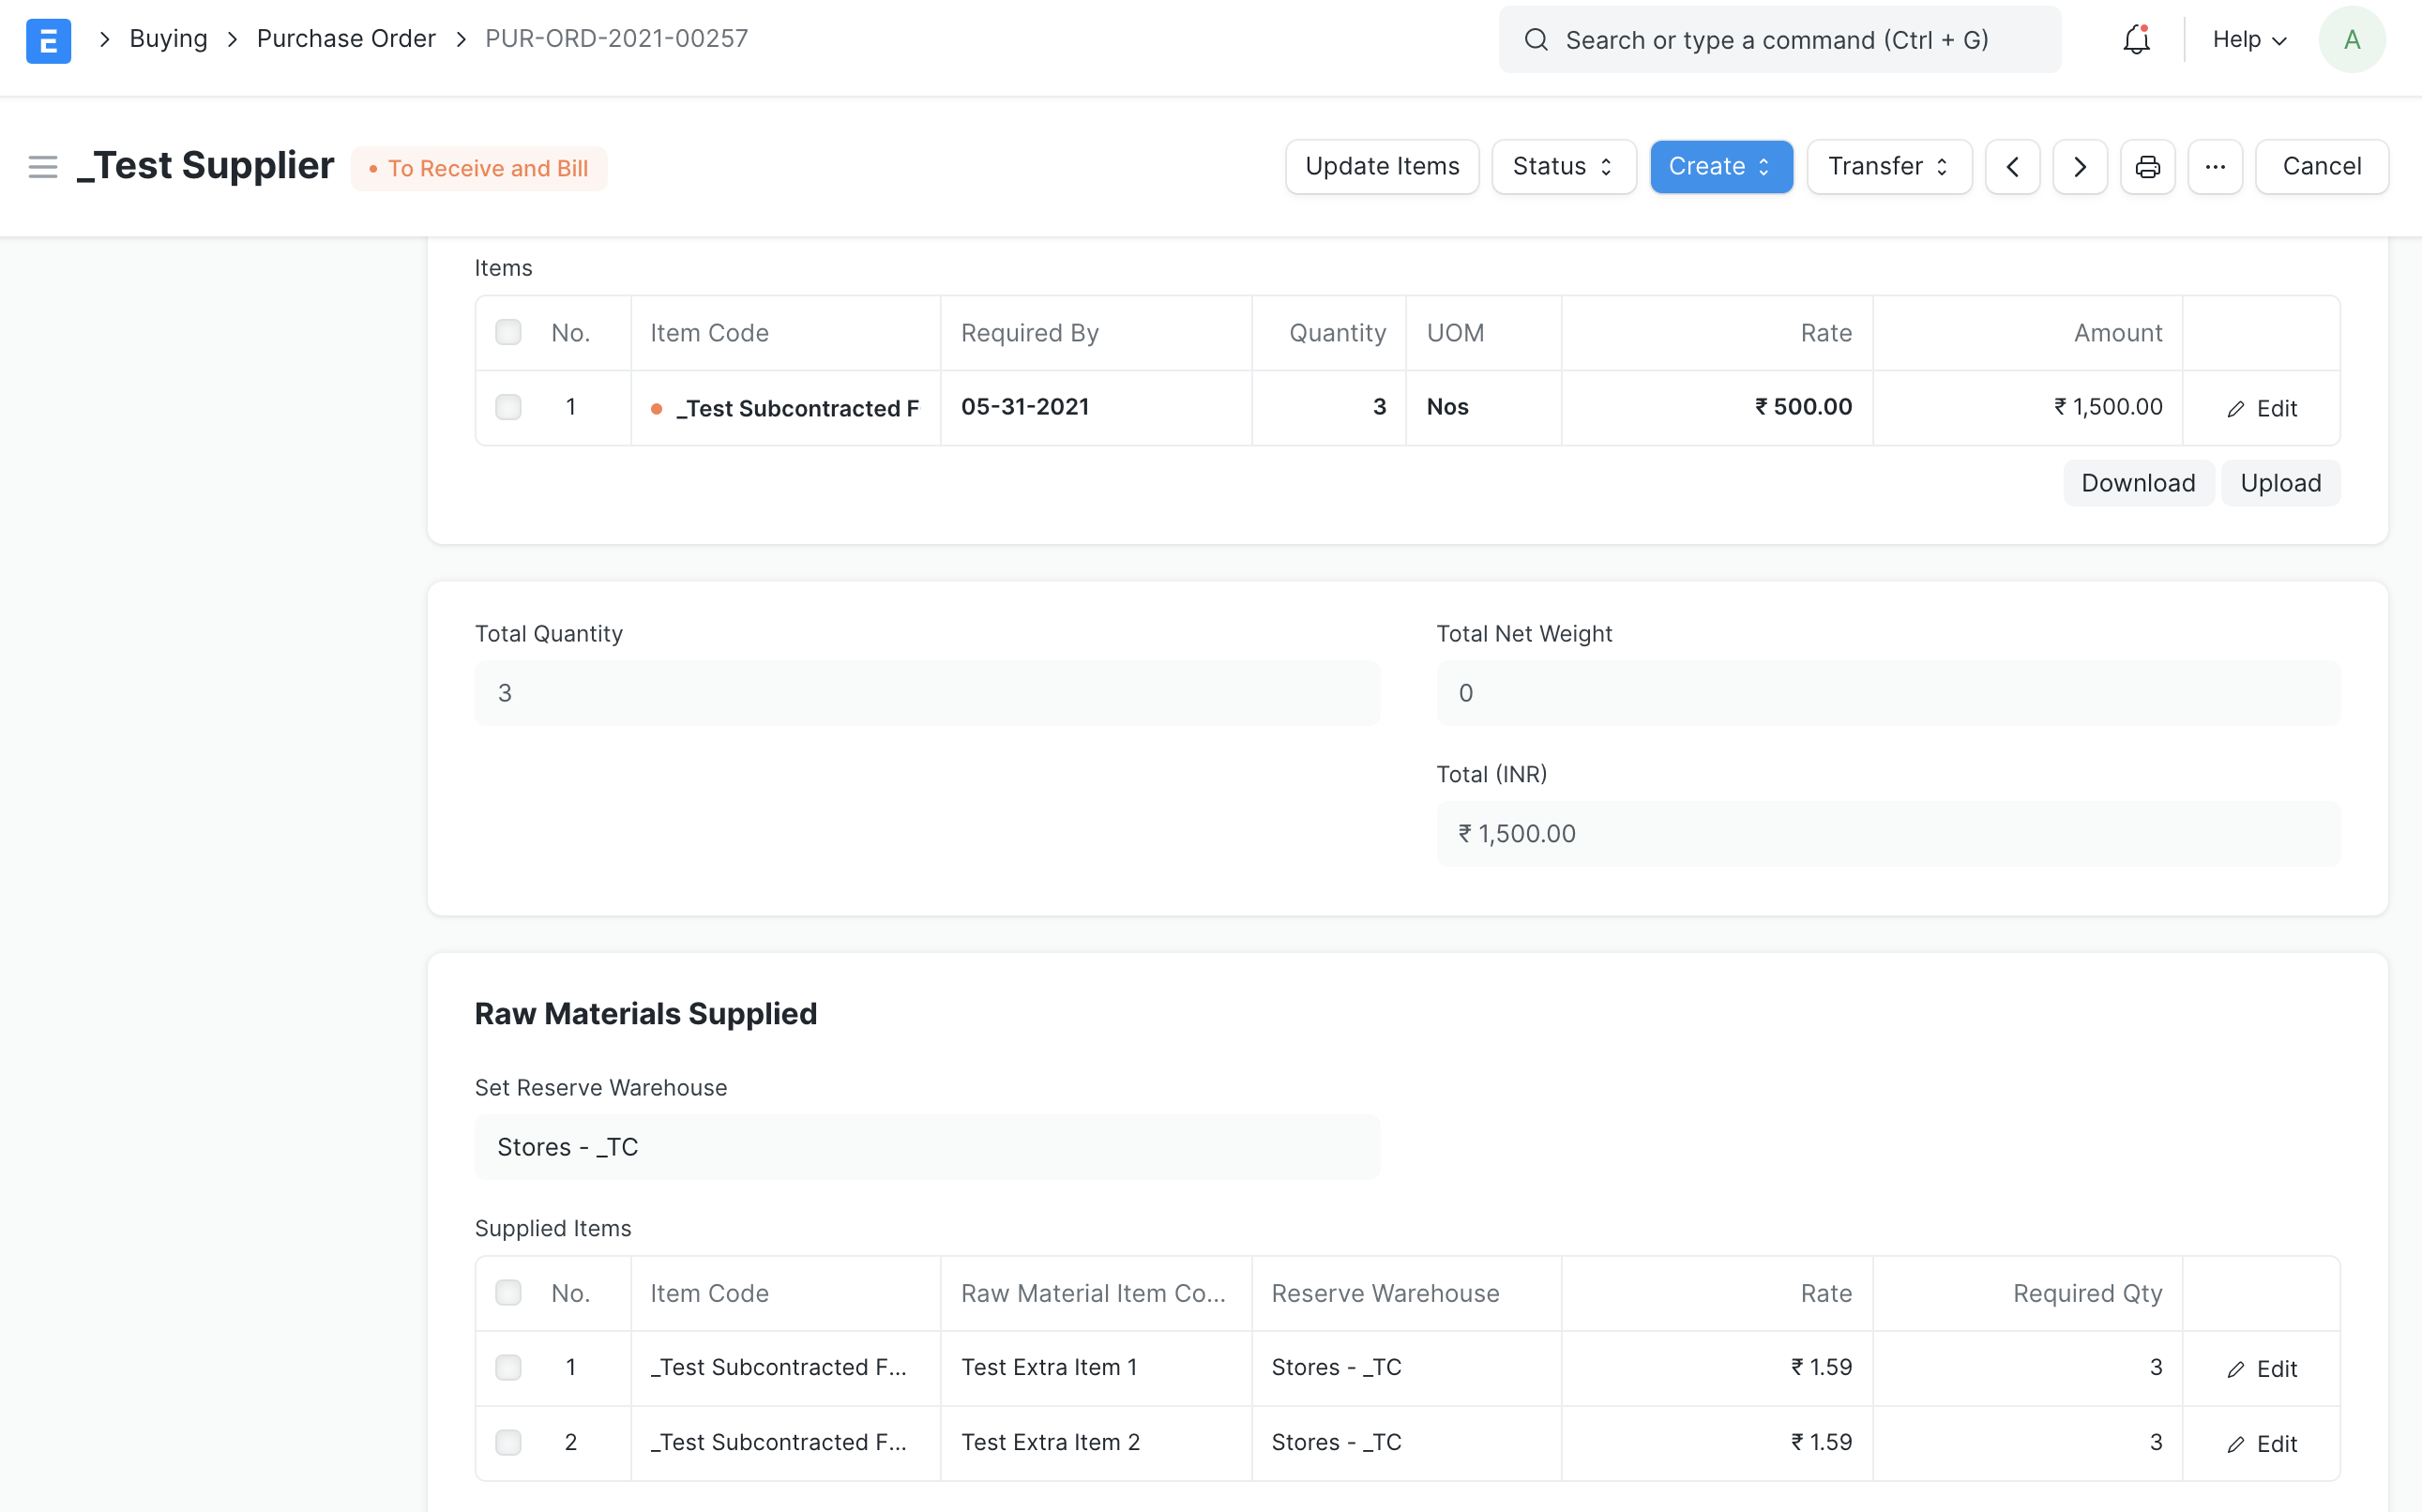 E > Buying > Purchase Order > PUR-ORD-2021-00257 Search or type a command (Ctrl + G) Help A
_Test Supplier • To Receive and Bill Update Items Status Create Transfer ... Cancel
Items
No. Item Code Required By Quantity UOM Rate Amount
1 _Test Subcontracted F 05-31-2021 3 Nos ₹ 500.00 ₹ 1,500.00 Edit
Download Upload
Total Quantity Total Net Weight
3 0
Total (INR)
₹ 1,500.00
Raw Materials Supplied
Set Reserve Warehouse
Stores - _TC
Supplied Items
No. Item Code Raw Material Item Co... Reserve Warehouse Rate Required Qty
1 _Test Subcontracted F... Test Extra Item 1 Stores - _TC ₹ 1.59 3 Edit
2 _Test Subcontracted F... Test Extra Item 2 Stores - _TC ₹ 1.59 3 Edit